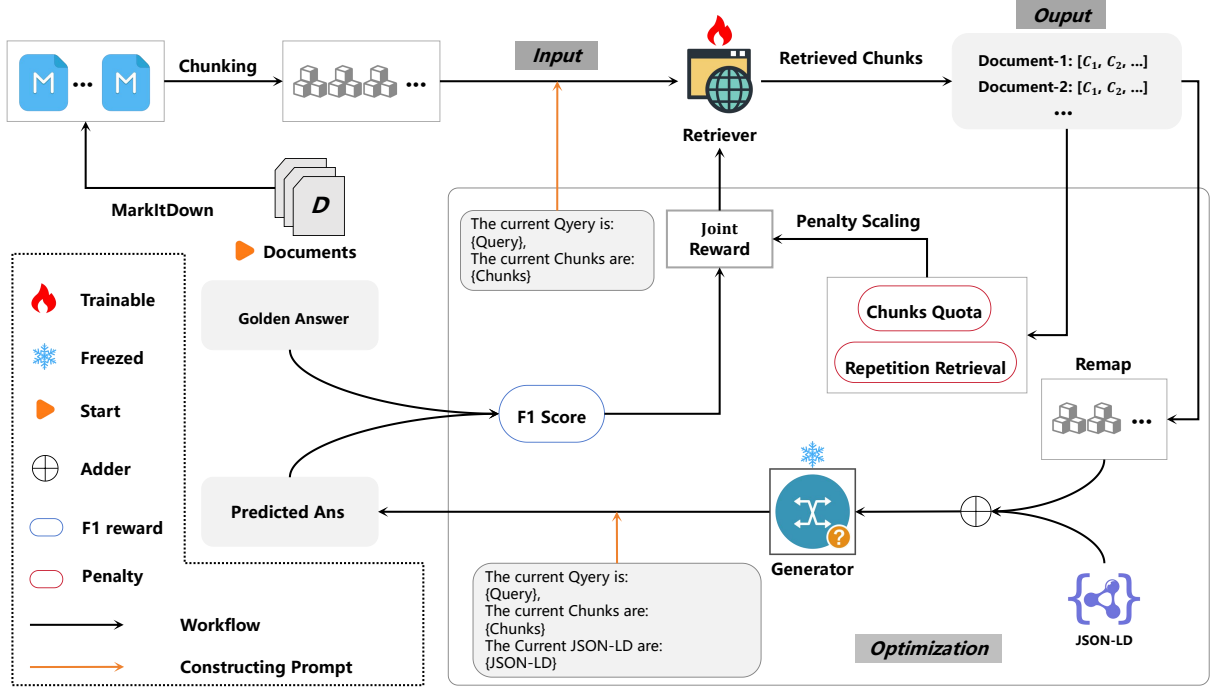 Ouput
Chunking
Input
Retrieved Chunks
M
...
M
...
Document-1: [C1, C2, ...]
Document-2: [C1, C2, ...]
...
Retriever
MarkItDown
D
Documents
The current Qyery is:
{Query},
The current Chunks are:
{Chunks}
Joint
Reward
Penalty Scaling
Chunks Quota
Repetition Retrieval
Remap
...
Trainable
Freezed
Start
Adder
F1 reward
Penalty
Workflow
Constructing Prompt
Golden Answer
F1 Score
Predicted Ans
?
Generator
The current Qyery is:
{Query},
The current Chunks are:
{Chunks}
The Current JSON-LD are:
{JSON-LD}
JSON-LD
Optimization